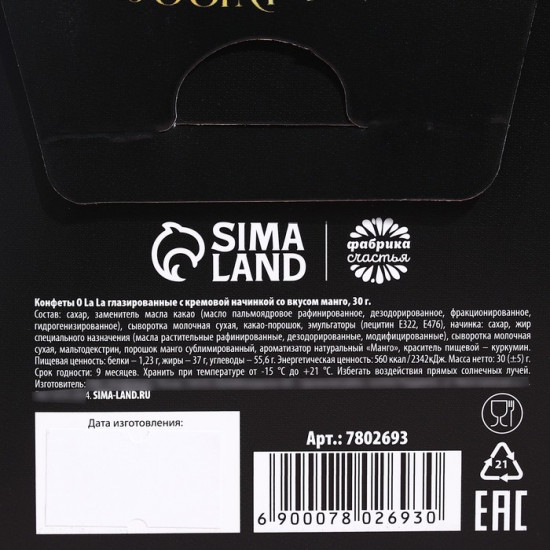 SIMA
LAND
фабрика
счастья
Конфеты O La La глазированные с кремовой начинкой со вкусом манго, 30 г.
Состав: сахар, заменитель масла какао (масло пальмоядровое рафинированное, дезодорированное, фракционированное,
гидрогенизированное), сыворотка молочная сухая, какао-порошок, эмульгаторы (лецитин Е322, Е476), начинка: сахар, жир
специального назначения (масла растительные рафинированные, дезодорированные, модифицированные), сыворотка молочная
сухая, мальтодекстрин, порошок манго сублимированный, ароматизатор натуральный «Манго», краситель пищевой – куркумин.
Пищевая ценность: белки – 1,23 г, жиры – 37 г, углеводы – 55,6 г. Энергетическая ценность: 560 ккал / 2342кДж. Масса нетто: 30 (±5) г.
Срок годности: 9 месяцев. Хранить при температуре от -15 °С до +21 °С. Избегать воздействия прямых солнечных лучей.
Изготовитель:
4. SIMA-LAND.RU
Дата изготовления:
Арт.: 7802693
21
6 900078 026930
EAC